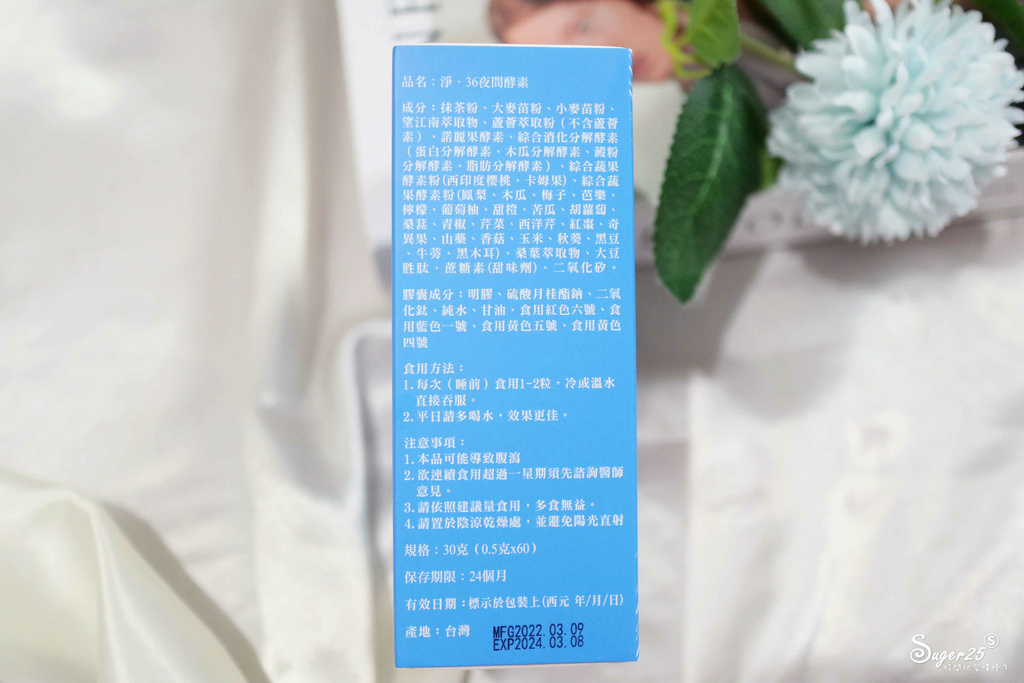 品名：淨．36夜間酵素
成分：抹茶粉、大麥苗粉、小麥苗粉、
望江南萃取物、蘆薈萃取粉（不含蘆薈
素）、諾麗果酵素、綜合消化分解酵素
（蛋白分解酵素、木瓜分解酵素、澱粉
分解酵素、脂肪分解酵素）、綜合蔬果
酵素粉(西印度櫻桃、卡姆果)、綜合蔬
果酵素粉(鳳梨、木瓜、梅子、芭樂、
檸檬、葡萄柚、甜橙、苦瓜、胡蘿蔔、
桑葚、青椒、芹菜、西洋芹、紅棗、奇
異果、山藥、香菇、玉米、秋葵、黑豆
、牛蒡、黑木耳)、桑葉萃取物、大豆
胜肽、蔗糖素(甜味劑)、二氧化矽。
膠囊成分：明膠、硫酸月桂酯鈉、二氧
化鈦、純水、甘油、食用紅色六號、食
用藍色一號、食用黃色五號、食用黃色
四號
食用方法：
1.每次（睡前）食用1-2粒，冷或溫水
直接吞服。
2.平日請多喝水，效果更佳。
注意事項：
1.本品可能導致腹瀉
2.欲連續食用超過一星期須先諮詢醫師
意見。
3.請依照建議量食用，多食無益。
4.請置於陰涼乾燥處，並避免陽光直射
規格：30克（0.5克x60）
保存期限：24個月
有效日期：標示於包裝上(西元 年/月/日)
產地：台灣
MFG2022.03.09
EXP2024.03.08
Suger25 S